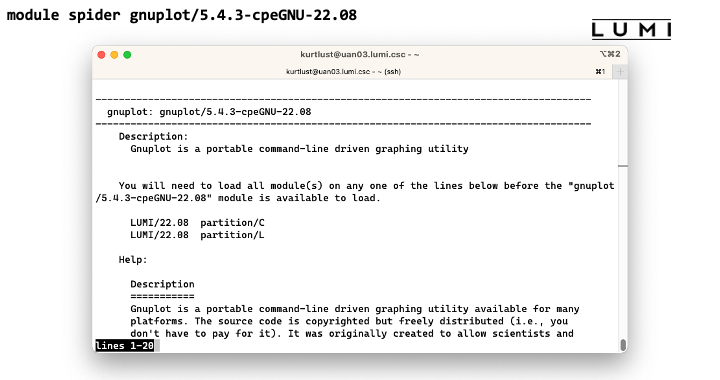 module spider gnuplot/5.4.3-cpeGNU-22.08
LUMI
kurtlust@uan03.lumi.csc - ~
⌥⌘2
kurtlust@uan03.lumi.csc - ~ (ssh)
⌘1
+
--------------------------------------------------------------------------------------
gnuplot: gnuplot/5.4.3-cpeGNU-22.08
--------------------------------------------------------------------------------------
Description:
Gnuplot is a portable command-line driven graphing utility
You will need to load all module(s) on any one of the lines below before the "gnuplot
/5.4.3-cpeGNU-22.08" module is available to load.
LUMI/22.08 partition/C
LUMI/22.08 partition/L
Help:
Description
===========
Gnuplot is a portable command-line driven graphing utility available for many
platforms. The source code is copyrighted but freely distributed (i.e., you
don't have to pay for it). It was originally created to allow scientists and
lines 1-20